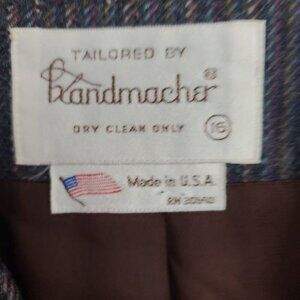 TAILORED BY
Handmacher®
DRY CLEAN ONLY 16
Made in U.S.A.